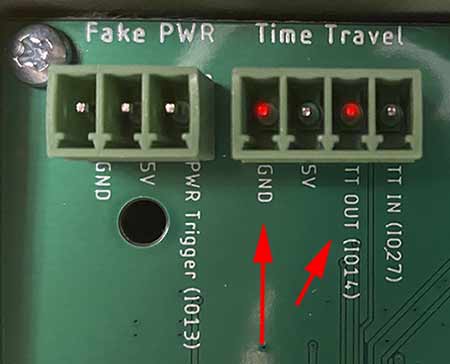 Fake PWR
Time Travel
GND
5V
PWR Trigger (IO13)
GND
5V
TT OUT (IO14)
TT IN (IO27)